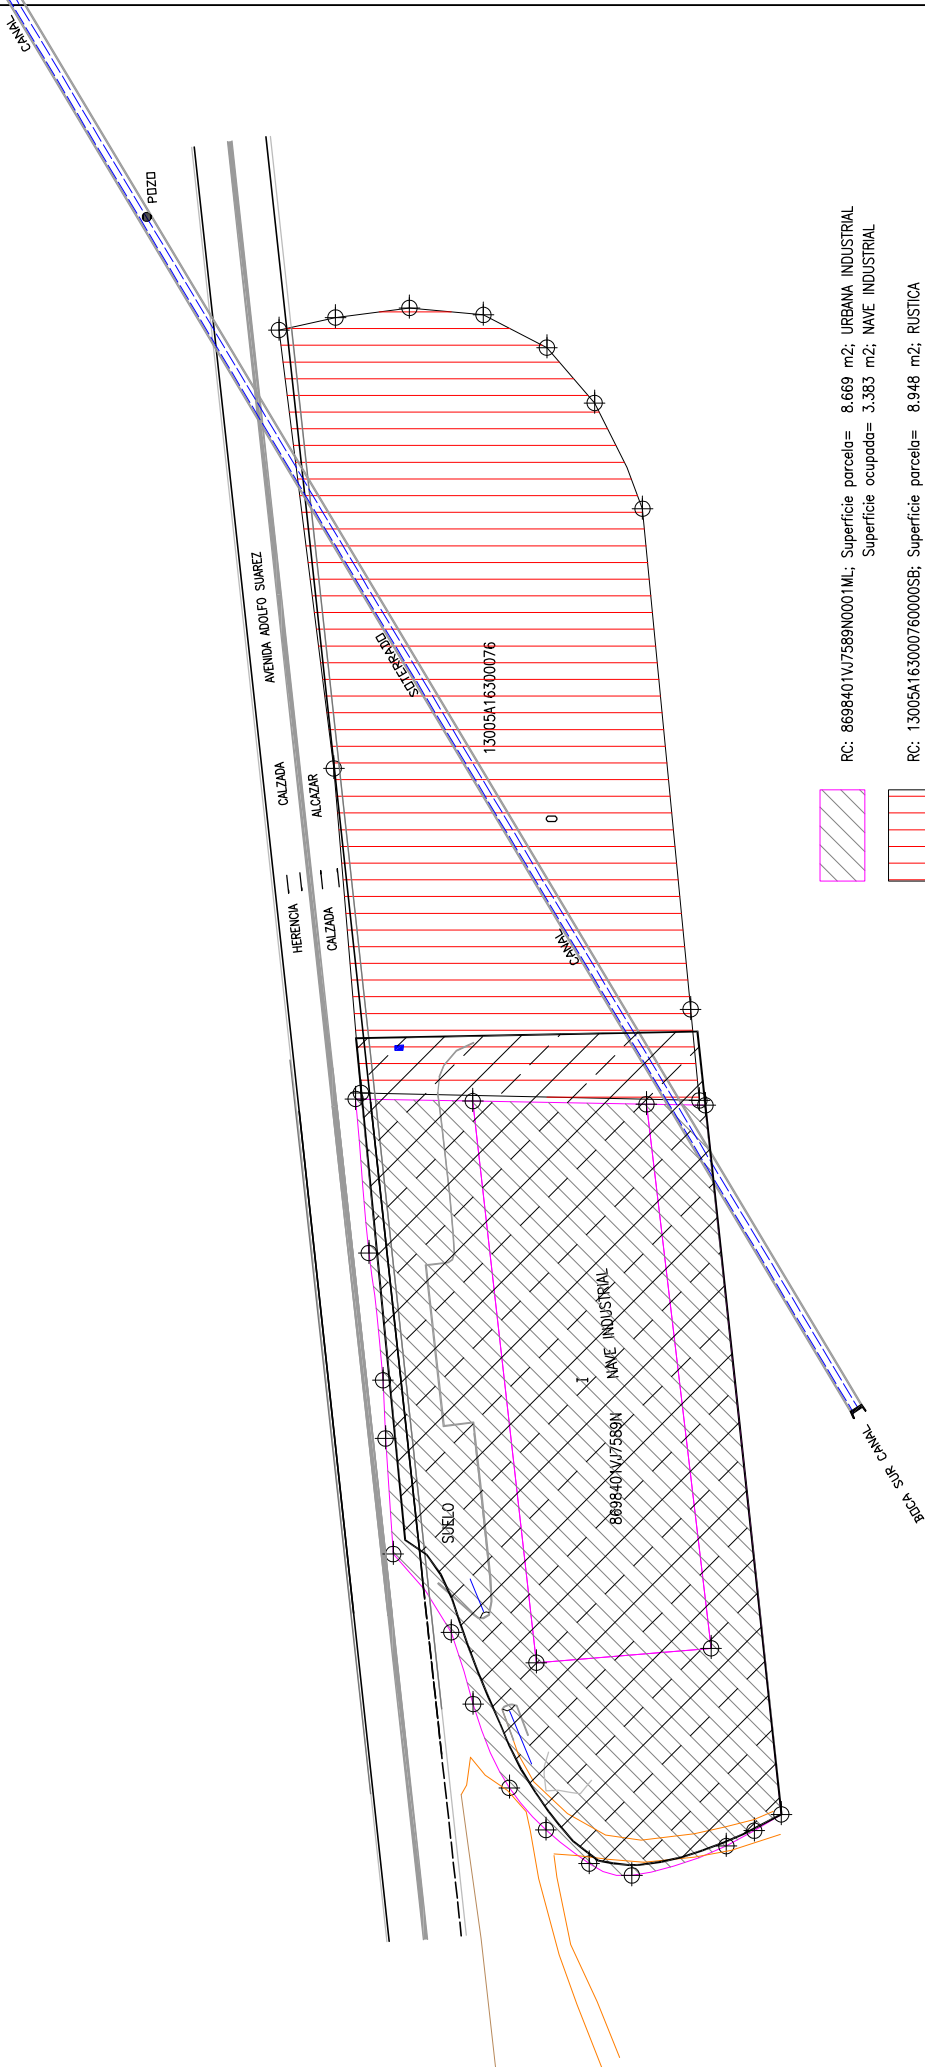 CANAL
POZO
AVENIDA ADOLFO SUAREZ
CALZADA
ALCAZAR
HERENCIA
CALZADA
SOTERRADO
13005A16300076
0
CANAL
RC: 8698401VJ7589N0001ML; Superficie parcela= 8.669 m2; URBANA INDUSTRIAL
Superficie ocupada= 3.383 m2; NAVE INDUSTRIAL
RC: 13005A163000760000SB; Superficie parcela= 8.948 m2; RUSTICA
NAVE INDUSTRIAL
I
8698401VJ7589N
SUELO
BOCA SUR CANAL